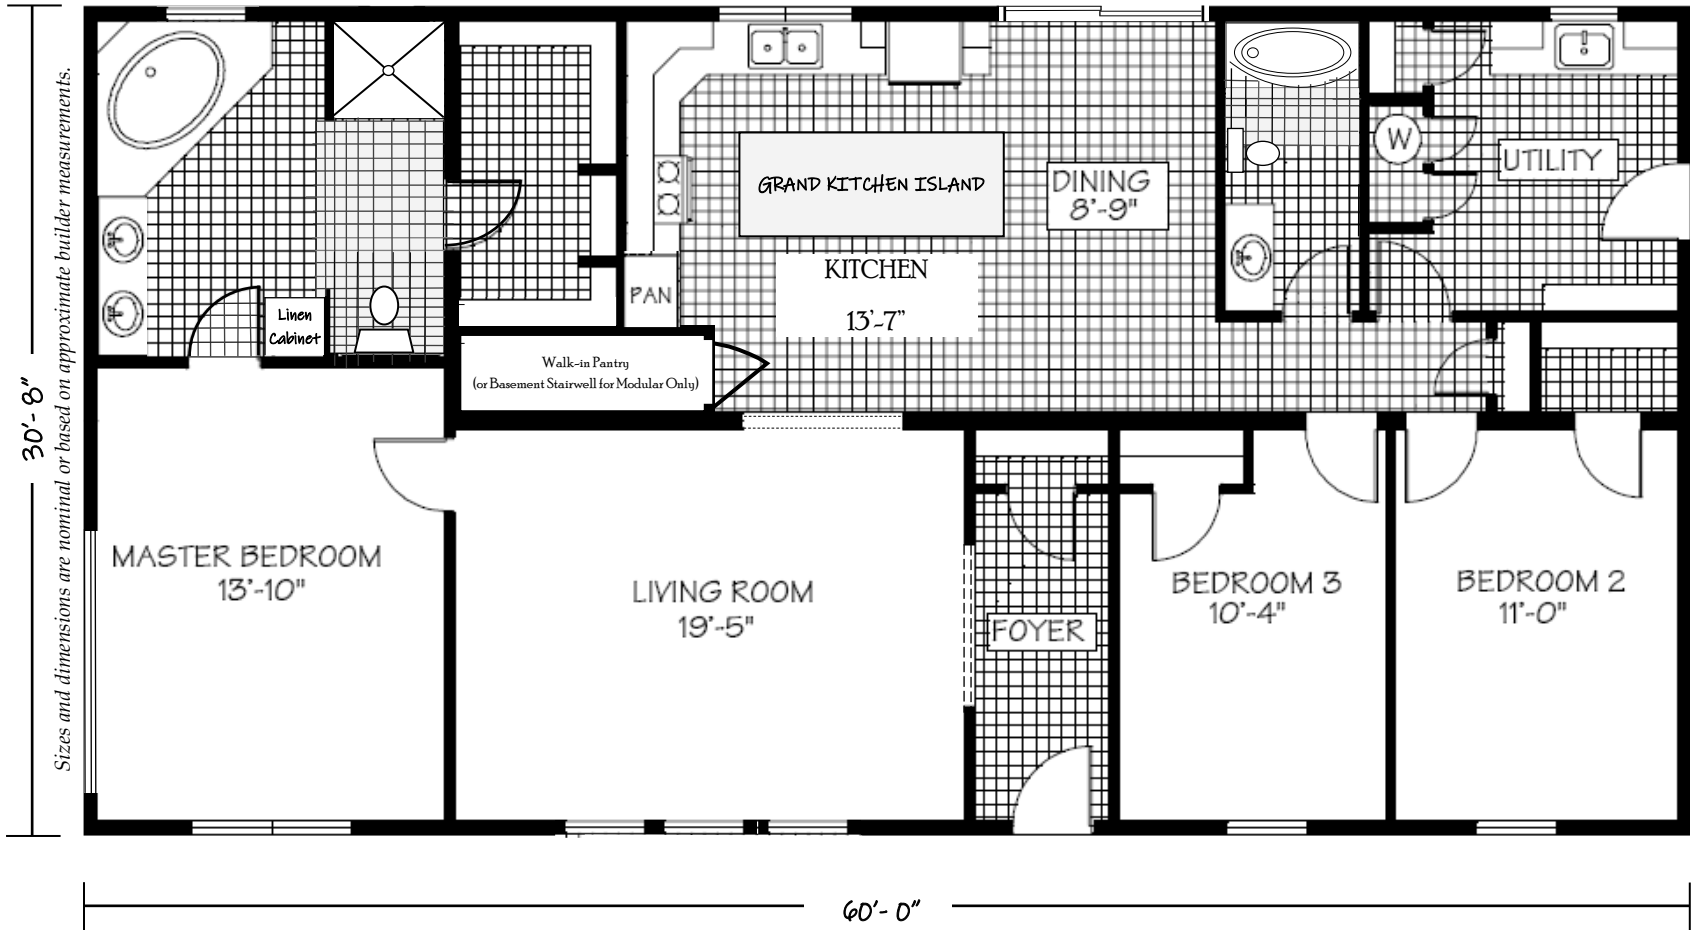 GRAND KITCHEN ISLAND
DINING
8'-9"
W
UTILITY
KITCHEN
13'-7"
PAN
Linen
Cabinet
Walk-in Pantry
(or Basement Stairwell for Modular Only)
30'- 8"
Sizes and dimensions are nominal or based on approximate builder measurements.
MASTER BEDROOM
13'-10"
LIVING ROOM
19'-5"
FOYER
BEDROOM 3
10'-4"
BEDROOM 2
11'-0"
60'- 0"